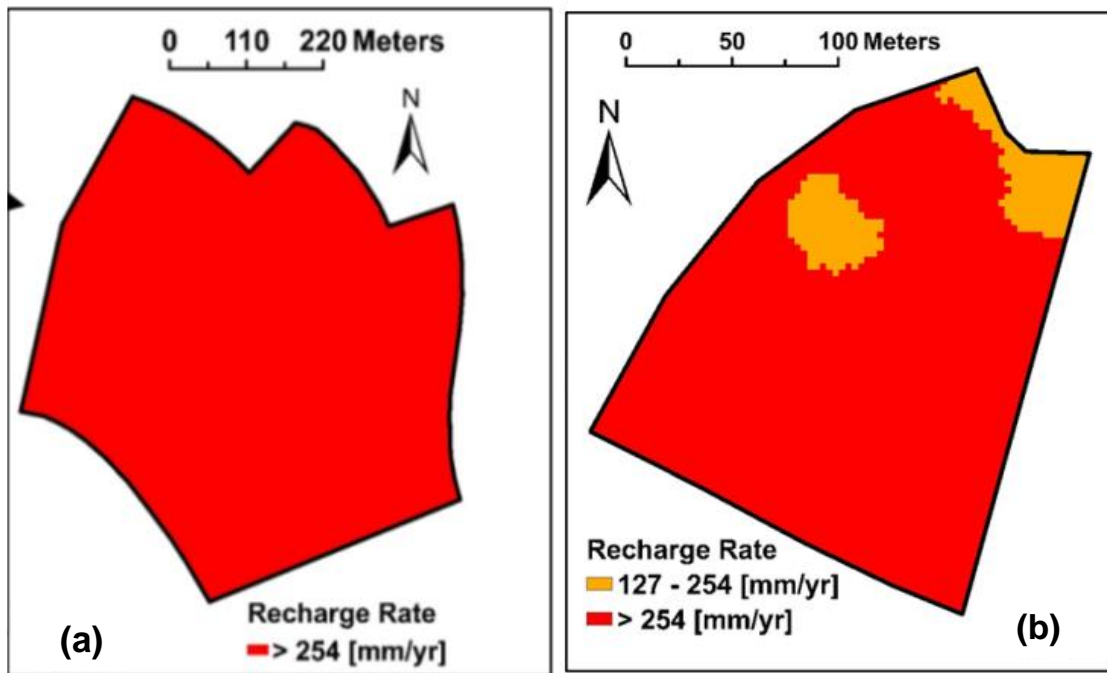 0 110 220 Meters
N
Recharge Rate
> 254 [mm/yr]
(a)
0 50 100 Meters
N
Recharge Rate
127 - 254 [mm/yr]
> 254 [mm/yr]
(b)